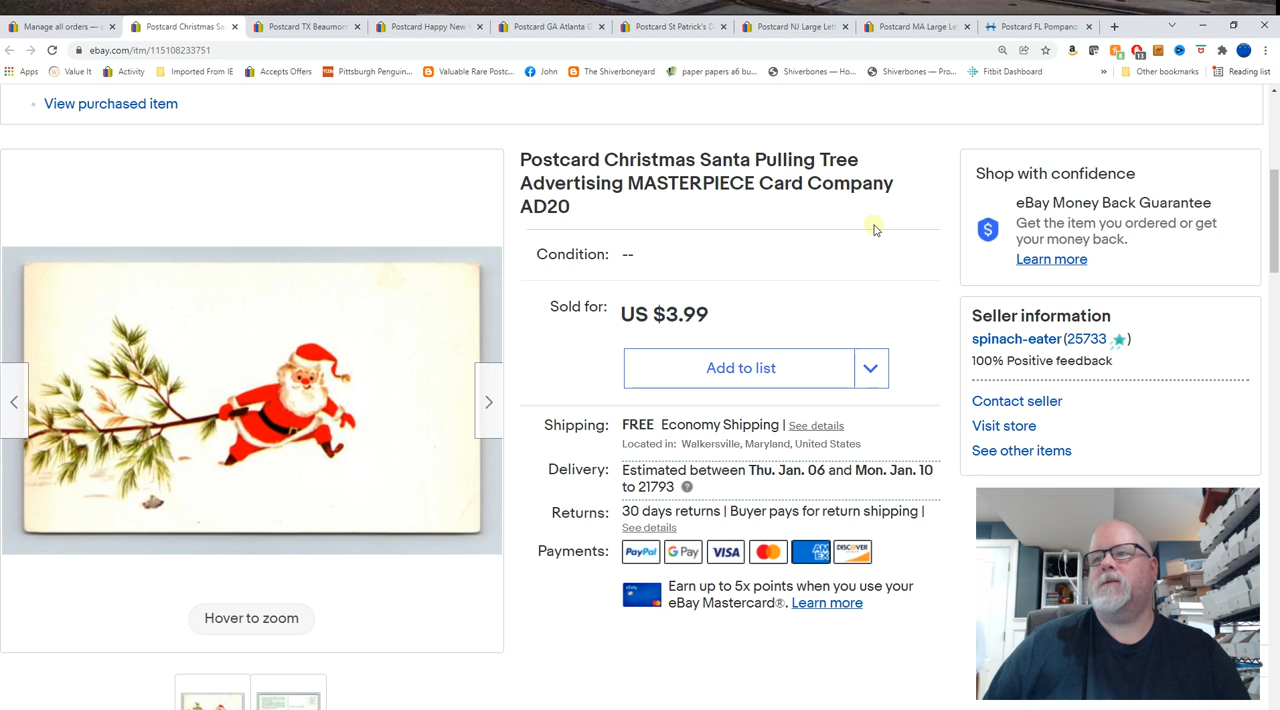 Manage all orders —
Postcard Christmas Sa
Postcard TX Beaumont
Postcard Happy New
Postcard GA Atlanta
Postcard St Patrick's
Postcard NJ Large Let
Postcard MA Large Let
Postcard FL Pompano
ebay.com/itm/115108233751
Apps
Value It
Activity
Imported From IE
Accepts Offers
Pittsburgh Penguin...
Valuable Rare Postc...
John
The Shiverboneyard
paper papers a6 bu...
Shiverbones — Ho...
Shiverbones — Pro...
Fitbit Dashboard
»
Other bookmarks
Reading list
View purchased item
Postcard Christmas Santa Pulling Tree
Advertising MASTERPIECE Card Company
AD20
Condition: --
Sold for: US $3.99
Add to list
Shipping: FREE Economy Shipping | See details
Located in: Walkersville, Maryland, United States
Delivery: Estimated between Thu. Jan. 06 and Mon. Jan. 10
to 21793
Returns: 30 days returns | Buyer pays for return shipping |
See details
Payments: PayPal G Pay VISA AM EX DISCOVER
Earn up to 5x points when you use your
eBay Mastercard®. Learn more
Hover to zoom
Shop with confidence
eBay Money Back Guarantee
Get the item you ordered or get
your money back.
Learn more
Seller information
spinach-eater (25733)
100% Positive feedback
Contact seller
Visit store
See other items